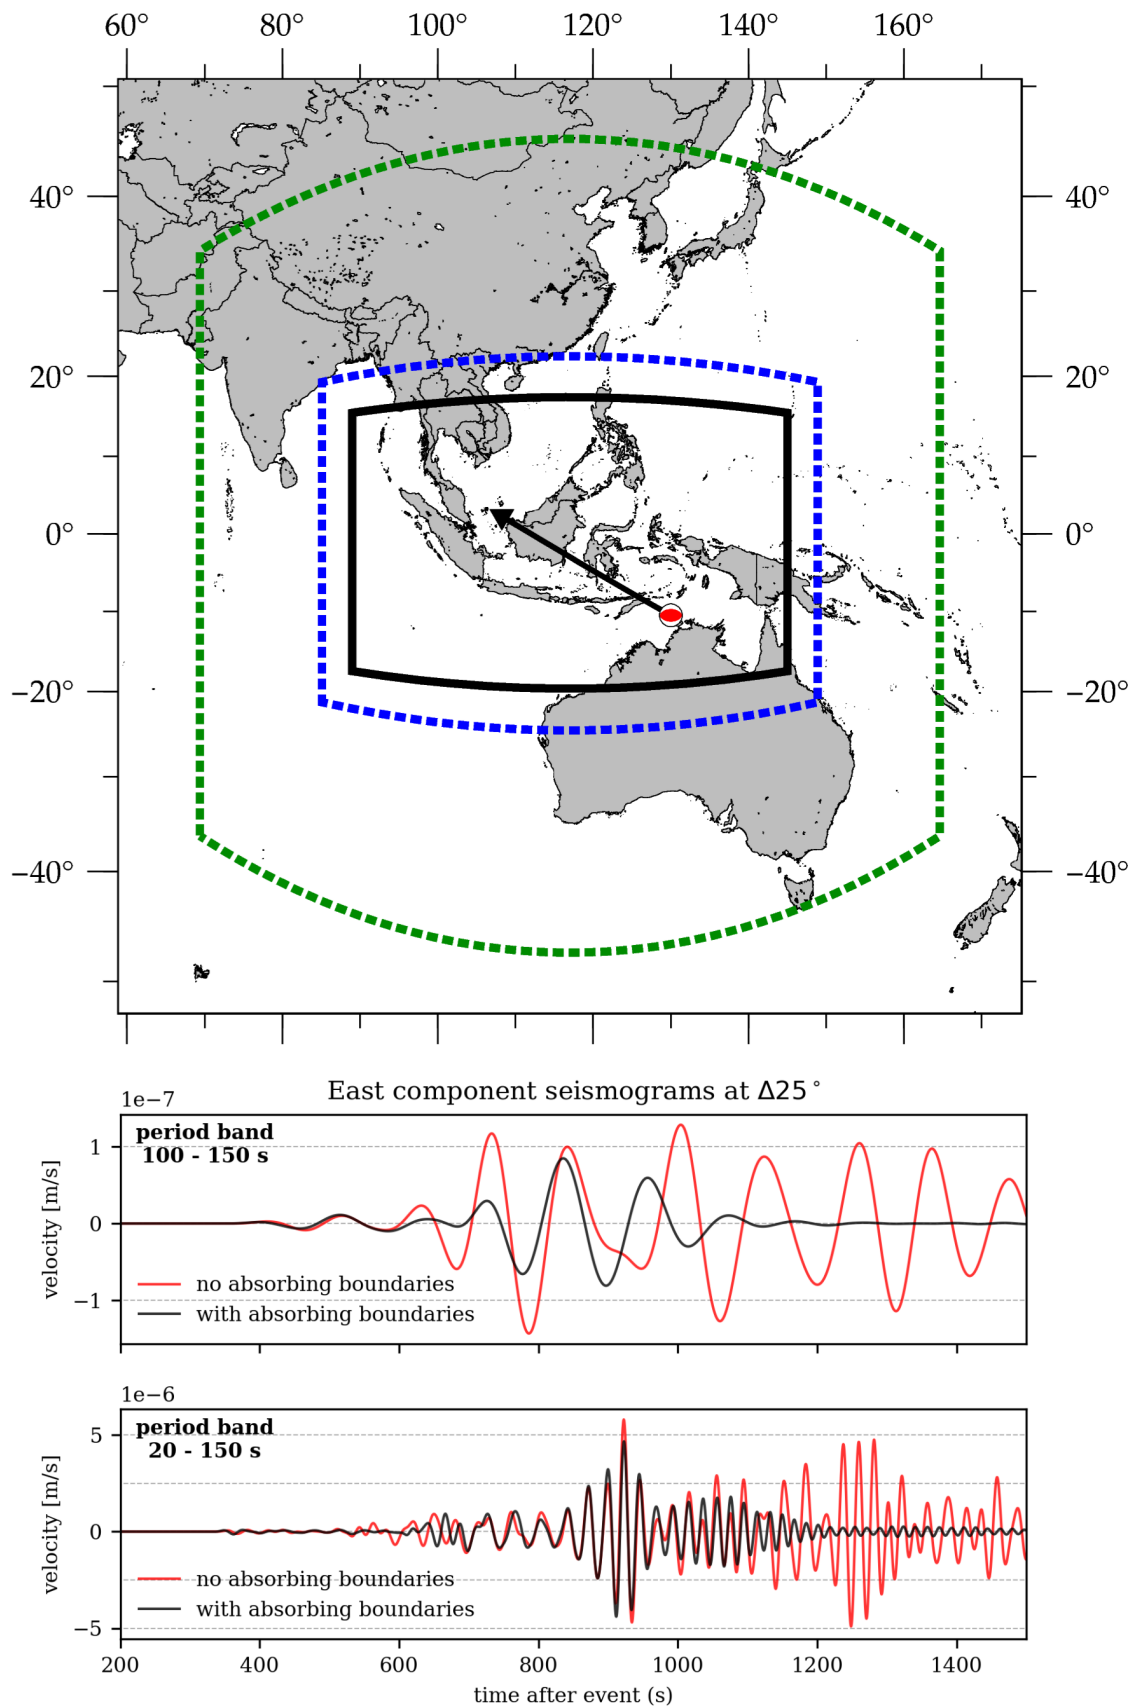 60° 80° 100° 120° 140° 160°
40° 40°
20° 20°
0° 0°
−20° −20°
−40° −40°
East component seismograms at Δ25°
1e−7
period band
100 - 150 s
1
0
−1
velocity [m/s]
no absorbing boundaries
with absorbing boundaries
1e−6
period band
20 - 150 s
5
0
−5
velocity [m/s]
no absorbing boundaries
with absorbing boundaries
200 400 600 800 1000 1200 1400
time after event (s)